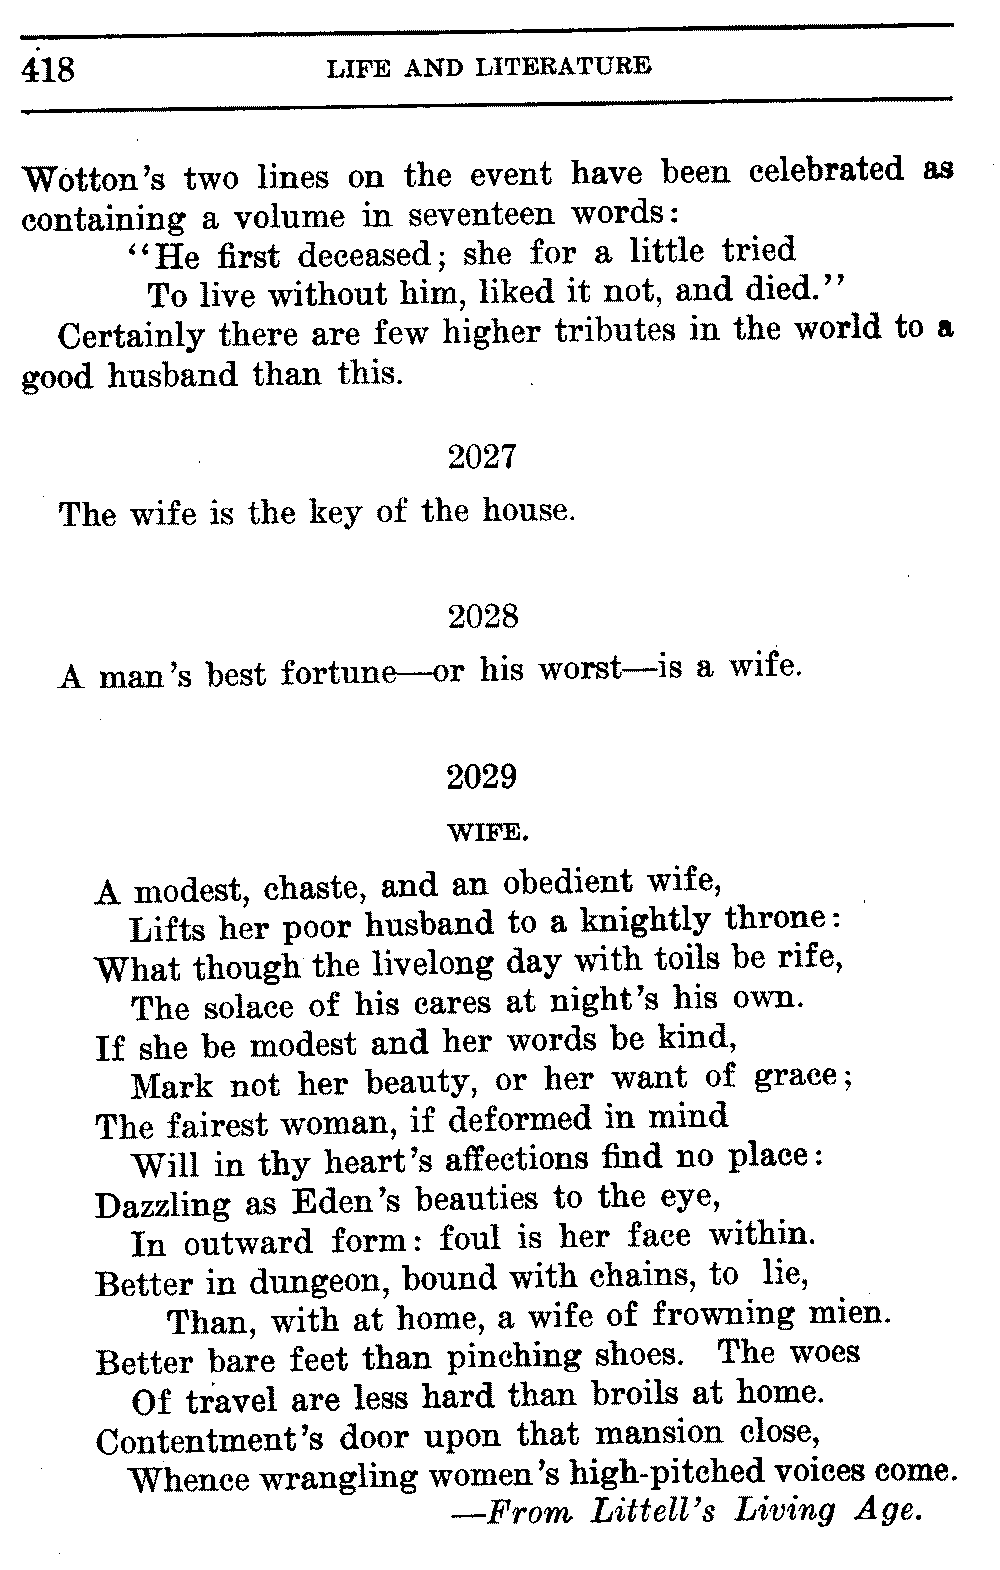 418 LIFE AND LITERATURE
Wotton's two lines on the event have been celebrated as
containing a volume in seventeen words:
"He first deceased; she for a little tried
To live without him, liked it not, and died."
Certainly there are few higher tributes in the world to a
good husband than this.
2027
The wife is the key of the house.
2028
A man's best fortune—or his worst—is a wife.
2029
WIFE.
A modest, chaste, and an obedient wife,
Lifts her poor husband to a knightly throne:
What though the livelong day with toils be rife,
The solace of his cares at night's his own.
If she be modest and her words be kind,
Mark not her beauty, or her want of grace;
The fairest woman, if deformed in mind
Will in thy heart's affections find no place:
Dazzling as Eden's beauties to the eye,
In outward form: foul is her face within.
Better in dungeon, bound with chains, to lie,
Than, with at home, a wife of frowning mien.
Better bare feet than pinching shoes. The woes
Of travel are less hard than broils at home.
Contentment's door upon that mansion close,
Whence wrangling women's high-pitched voices come.
—From Littell's Living Age.